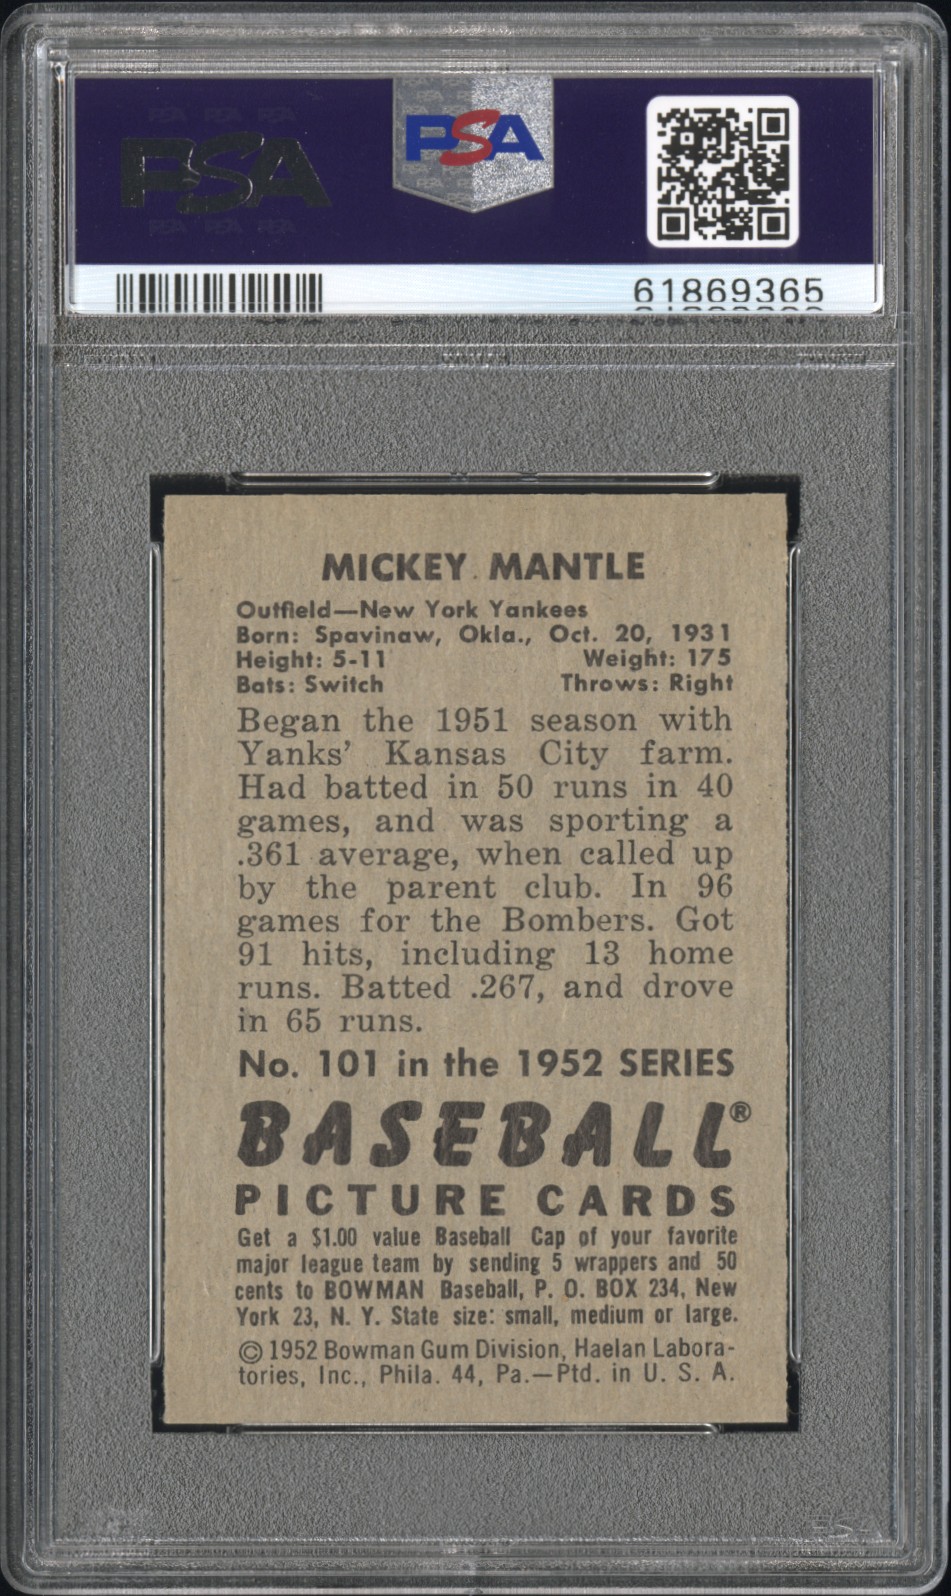 PSA PSA PSA
PSA
PSA
PSA PSA PSA
61869365
MICKEY MANTLE
Outfield—New York Yankees
Born: Spavinaw, Okla., Oct. 20, 1931
Height: 5-11 Weight: 175
Bats: Switch Throws: Right
Began the 1951 season with
Yanks' Kansas City farm.
Had batted in 50 runs in 40
games, and was sporting a
.361 average, when called up
by the parent club. In 96
games for the Bombers. Got
91 hits, including 13 home
runs. Batted .267, and drove
in 65 runs.
No. 101 in the 1952 SERIES
BASEBALL®
PICTURE CARDS
Get a $1.00 value Baseball Cap of your favorite
major league team by sending 5 wrappers and 50
cents to BOWMAN Baseball, P. O. BOX 234, New
York 23, N. Y. State size: small, medium or large.
© 1952 Bowman Gum Division, Haelan Labora-
tories, Inc., Phila. 44, Pa.—Ptd. in U. S. A.